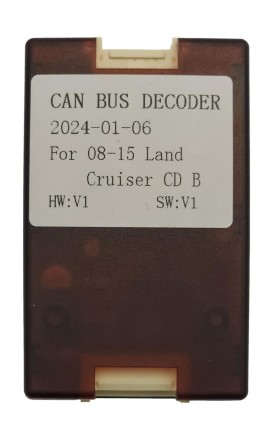 CAN BUS DECODER
2024-01-06
For 08-15 Land
Cruiser CD B
HW:V1 SW:V1